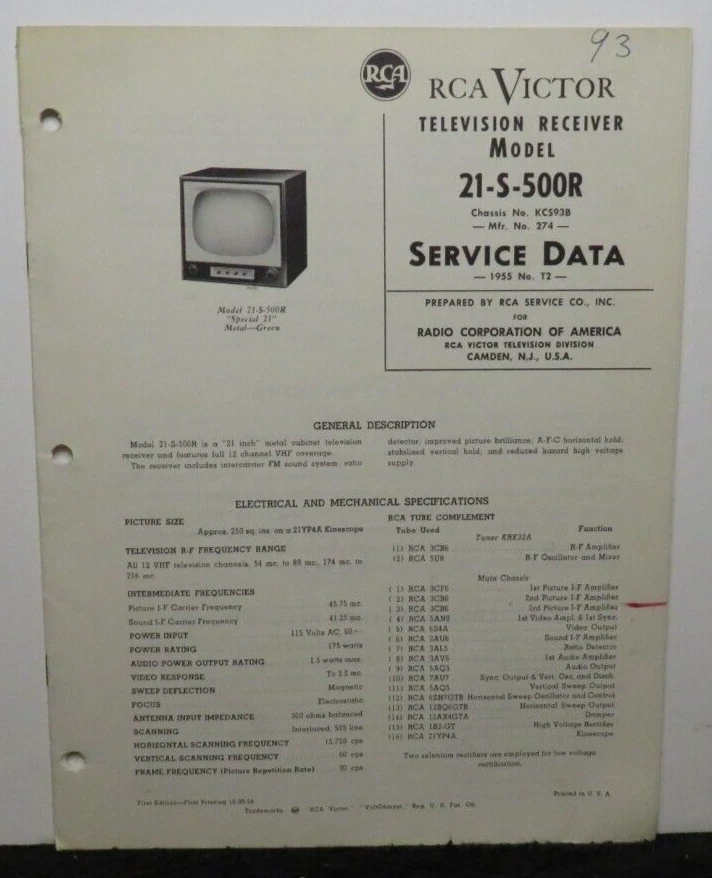 93
RCA
RCA VICTOR
TELEVISION RECEIVER
MODEL
21-S-500R
Chassis No. KCS93B
— Mfr. No. 274 —
SERVICE DATA
— 1955 No. T2 —
PREPARED BY RCA SERVICE CO., INC.
FOR
RADIO CORPORATION OF AMERICA
RCA VICTOR TELEVISION DIVISION
CAMDEN, N.J., U.S.A.
Model 21-S-500R
"Special 21"
Metal—Green
GENERAL DESCRIPTION
Model 21-S-500R is a "21 inch" metal cabinet television
receiver and features full 12 channel VHF coverage.
The receiver includes intercarrier FM sound system; ratio
detector; improved picture brilliance; A-F-C horizontal hold;
stabilized vertical hold, and reduced hazard high voltage
supply.
ELECTRICAL AND MECHANICAL SPECIFICATIONS
PICTURE SIZE
Approx. 250 sq. ins. on a 21YP4A Kinescope
TELEVISION R-F FREQUENCY RANGE
All 12 VHF television channels, 54 mc. to 88 mc., 174 mc. to
216 mc.
INTERMEDIATE FREQUENCIES
Picture I-F Carrier Frequency 45.75 mc.
Sound I-F Carrier Frequency 41.25 mc.
POWER INPUT 115 Volts AC, 60~
POWER RATING 175 watts
AUDIO POWER OUTPUT RATING 1.5 watts max.
VIDEO RESPONSE To 3.2 mc.
SWEEP DEFLECTION Magnetic
FOCUS Electrostatic
ANTENNA INPUT IMPEDANCE 300 ohms balanced
SCANNING Interlaced, 525 line
HORIZONTAL SCANNING FREQUENCY 15,750 cps
VERTICAL SCANNING FREQUENCY 60 cps
FRAME FREQUENCY (Picture Repetition Rate) 30 cps
RCA TUBE COMPLEMENT
Tube Used Function
Tuner KRK32A
(1) RCA 3CB6 R-F Amplifier
(2) RCA 5U8 R-F Oscillator and Mixer
Main Chassis
( 1) RCA 3CF6 1st Picture I-F Amplifier
( 2) RCA 3CB6 2nd Picture I-F Amplifier
( 3) RCA 3CB6 3rd Picture I-F Amplifier
( 4) RCA 5AN8 1st Video Ampl. & 1st Sync.
( 5) RCA 6S4A Video Output
( 6) RCA 3AU6 Sound I-F Amplifier
( 7) RCA 3AL5 Ratio Detector
( 8) RCA 3AV6 1st Audio Amplifier
( 9) RCA 5AQ5 Audio Output
(10) RCA 7AU7 Sync. Output & Vert. Osc. and Disch.
(11) RCA 5AQ5 Vertical Sweep Output
(12) RCA 6SN7GTB Horizontal Sweep Oscillator and Control
(13) RCA 12BQ6GTB Horizontal Sweep Output
(14) RCA 12AX4GTA Damper
(15) RCA 1B3-GT High Voltage Rectifier
(16) RCA 21YP4A Kinescope
Two selenium rectifiers are employed for low voltage
rectification.
First Edition—First Printing
Trademarks RCA Victor, "VoltOhmyst," Reg. U. S. Pat. Off.
Printed in U. S. A.